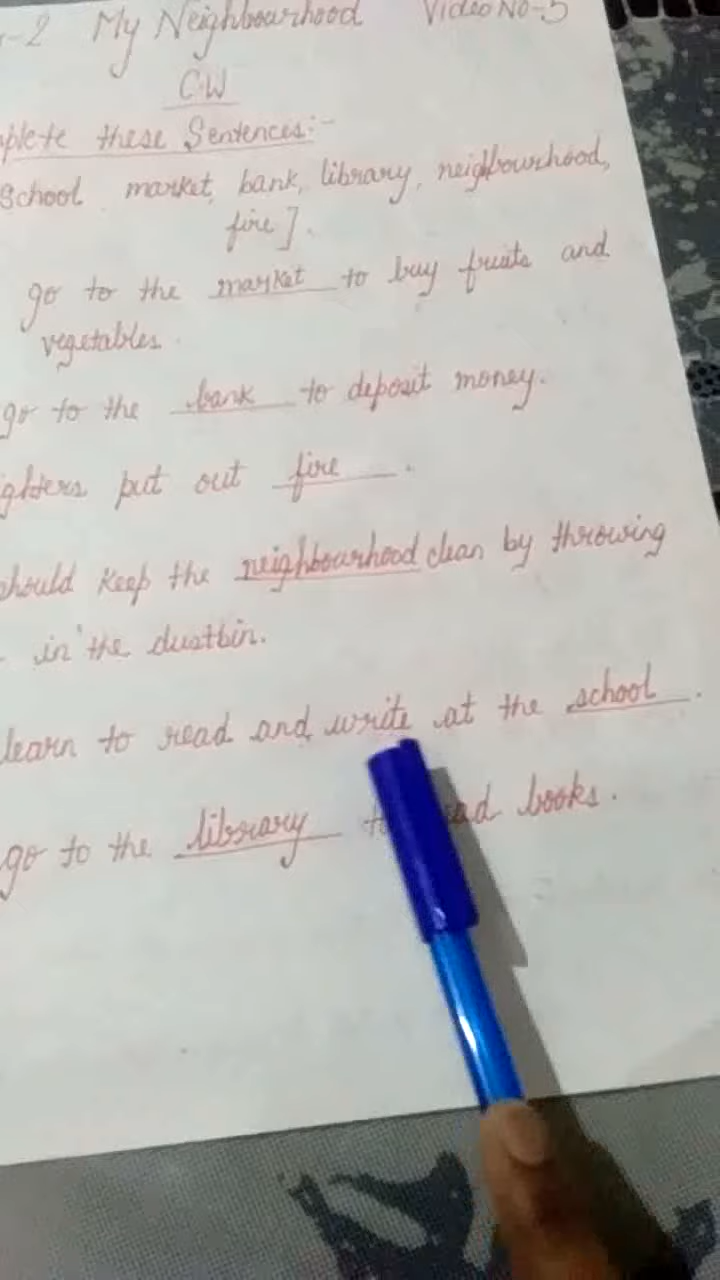 -2 My Neighbourhood Video No-5
C.W
these Sentences:-
School market, bank, library, neighbourhood,
fire].
go to the market to buy fruits and
vegetables.
go to the bank to deposit money.
put out fire.
should keep the neighbourhood clean by throwing
in the dustbin.
learn to read and write at the school.
go to the library books.